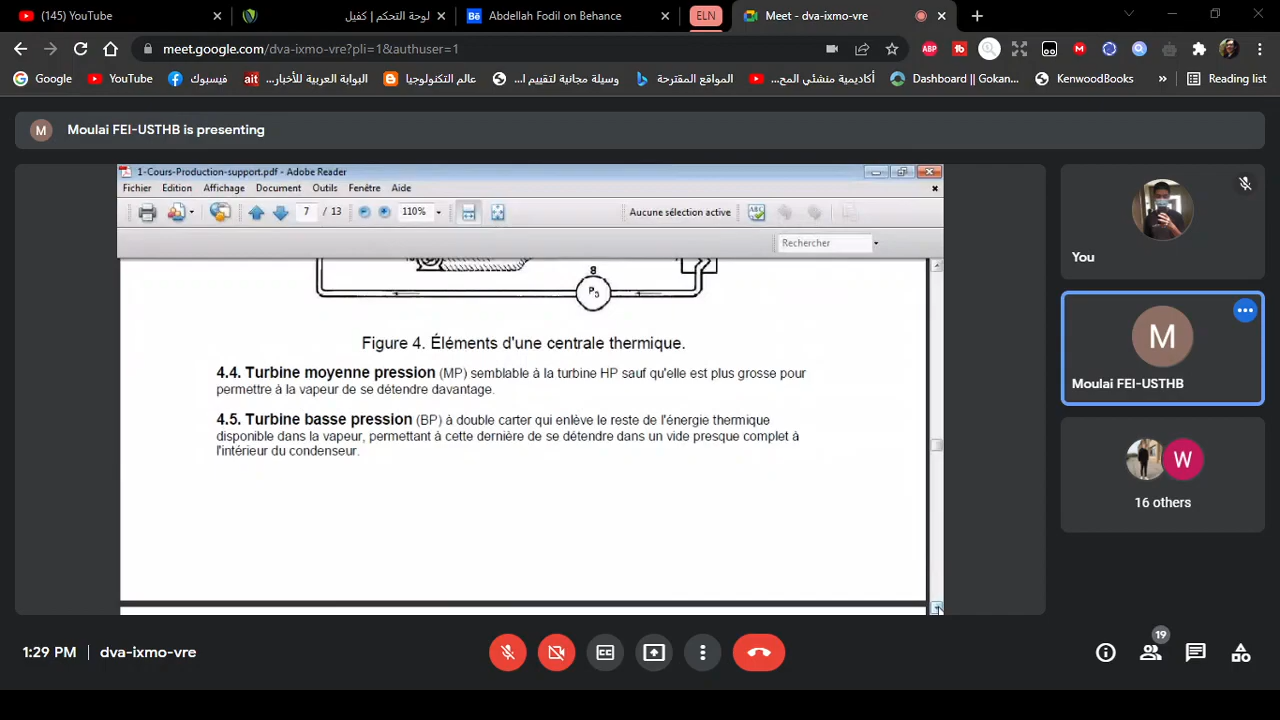 (145) YouTube
لوحة التحكم | كفيل
Abdellah Fodil on Behance
ELN
Meet - dva-ixmo-vre
meet.google.com/dva-ixmo-vre?pli=1&authuser=1
Google
YouTube
فيسبوك
البوابة العربية للأخبار...
عالم التكنولوجيا
وسيلة مجانية لتقييم ا...
المواقع المقترحة
أكاديمية منشئي المح...
Dashboard || Gokan...
KenwoodBooks
Reading list
M
Moulai FEI-USTHB is presenting
1-Cours-Production-support.pdf - Adobe Reader
Fichier Edition Affichage Document Outils Fenêtre Aide
7 / 13 110% Aucune sélection active
Rechercher
8
P3
Figure 4. Éléments d'une centrale thermique.
4.4. Turbine moyenne pression (MP) semblable à la turbine HP sauf qu'elle est plus grosse pour
permettre à la vapeur de se détendre davantage.
4.5. Turbine basse pression (BP) à double carter qui enlève le reste de l'énergie thermique
disponible dans la vapeur, permettant à cette dernière de se détendre dans un vide presque complet à
l'intérieur du condenseur.
You
M
Moulai FEI-USTHB
W
16 others
1:29 PM | dva-ixmo-vre
19